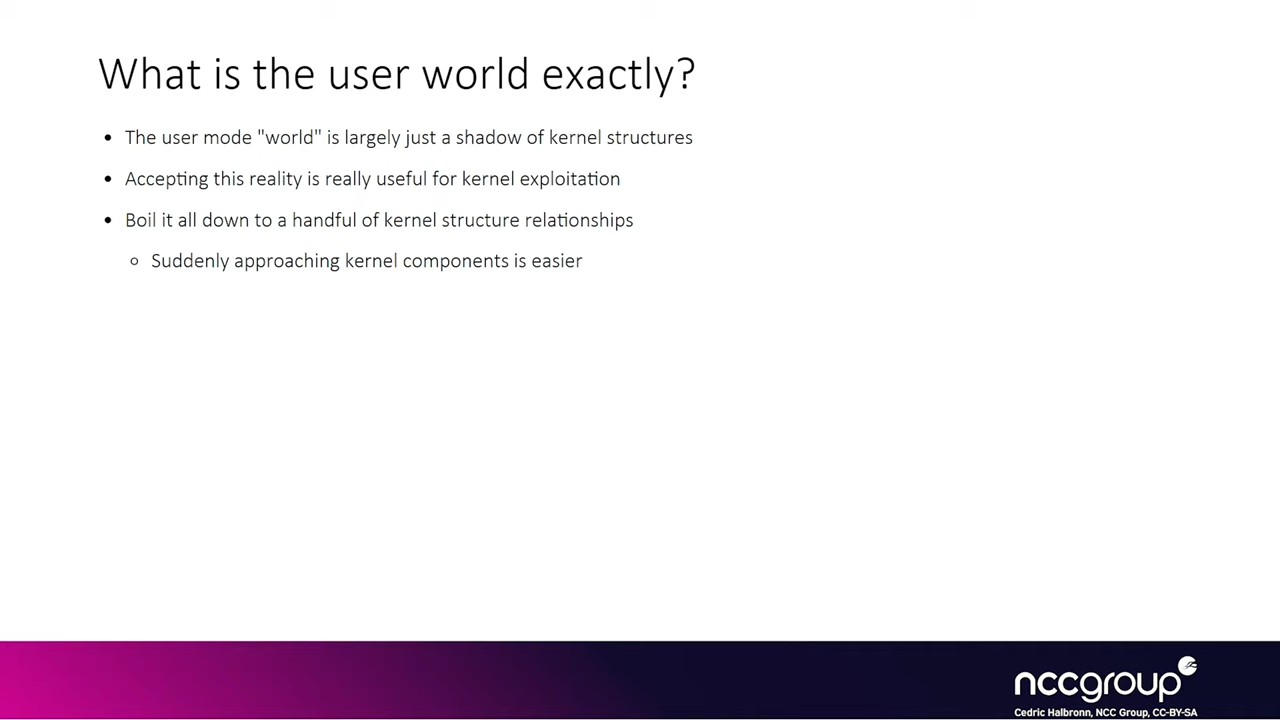 What is the user world exactly?
• The user mode "world" is largely just a shadow of kernel structures
• Accepting this reality is really useful for kernel exploitation
• Boil it all down to a handful of kernel structure relationships
○ Suddenly approaching kernel components is easier
nccgroup
Cedric Halbronn, NCC Group, CC-BY-SA